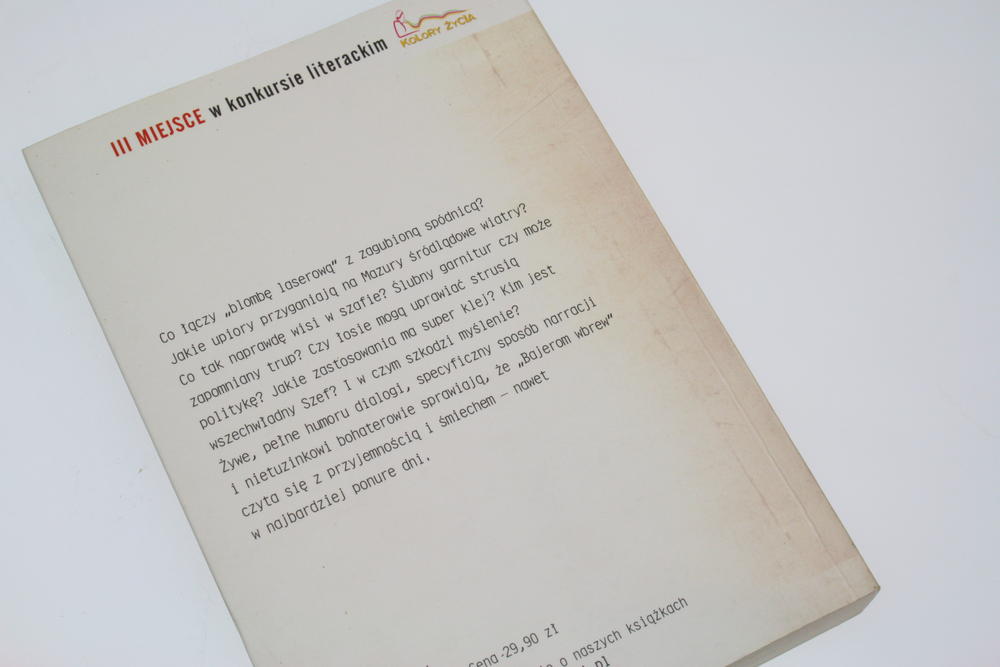 III MIEJSCE w konkursie literackim
KOLORY ŻYCIA
Co łączy „blombę laserową” z zagubioną spódnicą?
Jakie upiory przyganiają na Mazury śródlądowe wiatry?
Co tak naprawdę wisi w szafie? Ślubny garnitur czy może
zapomniany trup? Czy łosie mogą uprawiać strusią
politykę? Jakie zastosowania ma super klej? Kim jest
wszechwładny Szef? I w czym szkodzi myślenie?
Żywe, pełne humoru dialogi, specyficzny sposób narracji
i nietuzinkowi bohaterowie sprawiają, że „Bajerom wbrew”
czyta się z przyjemnością i śmiechem – nawet
w najbardziej ponure dni.
Cena 29,90 zł
o naszych książkach
.pl